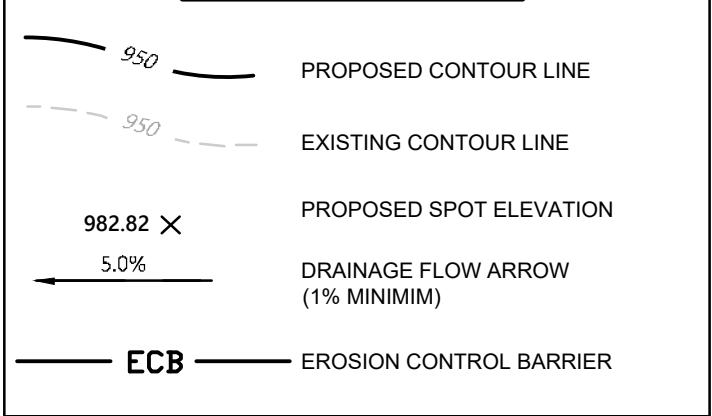 950
PROPOSED CONTOUR LINE
950
EXISTING CONTOUR LINE
982.82
PROPOSED SPOT ELEVATION
5.0%
DRAINAGE FLOW ARROW
(1% MINIMIM)
ECB
EROSION CONTROL BARRIER